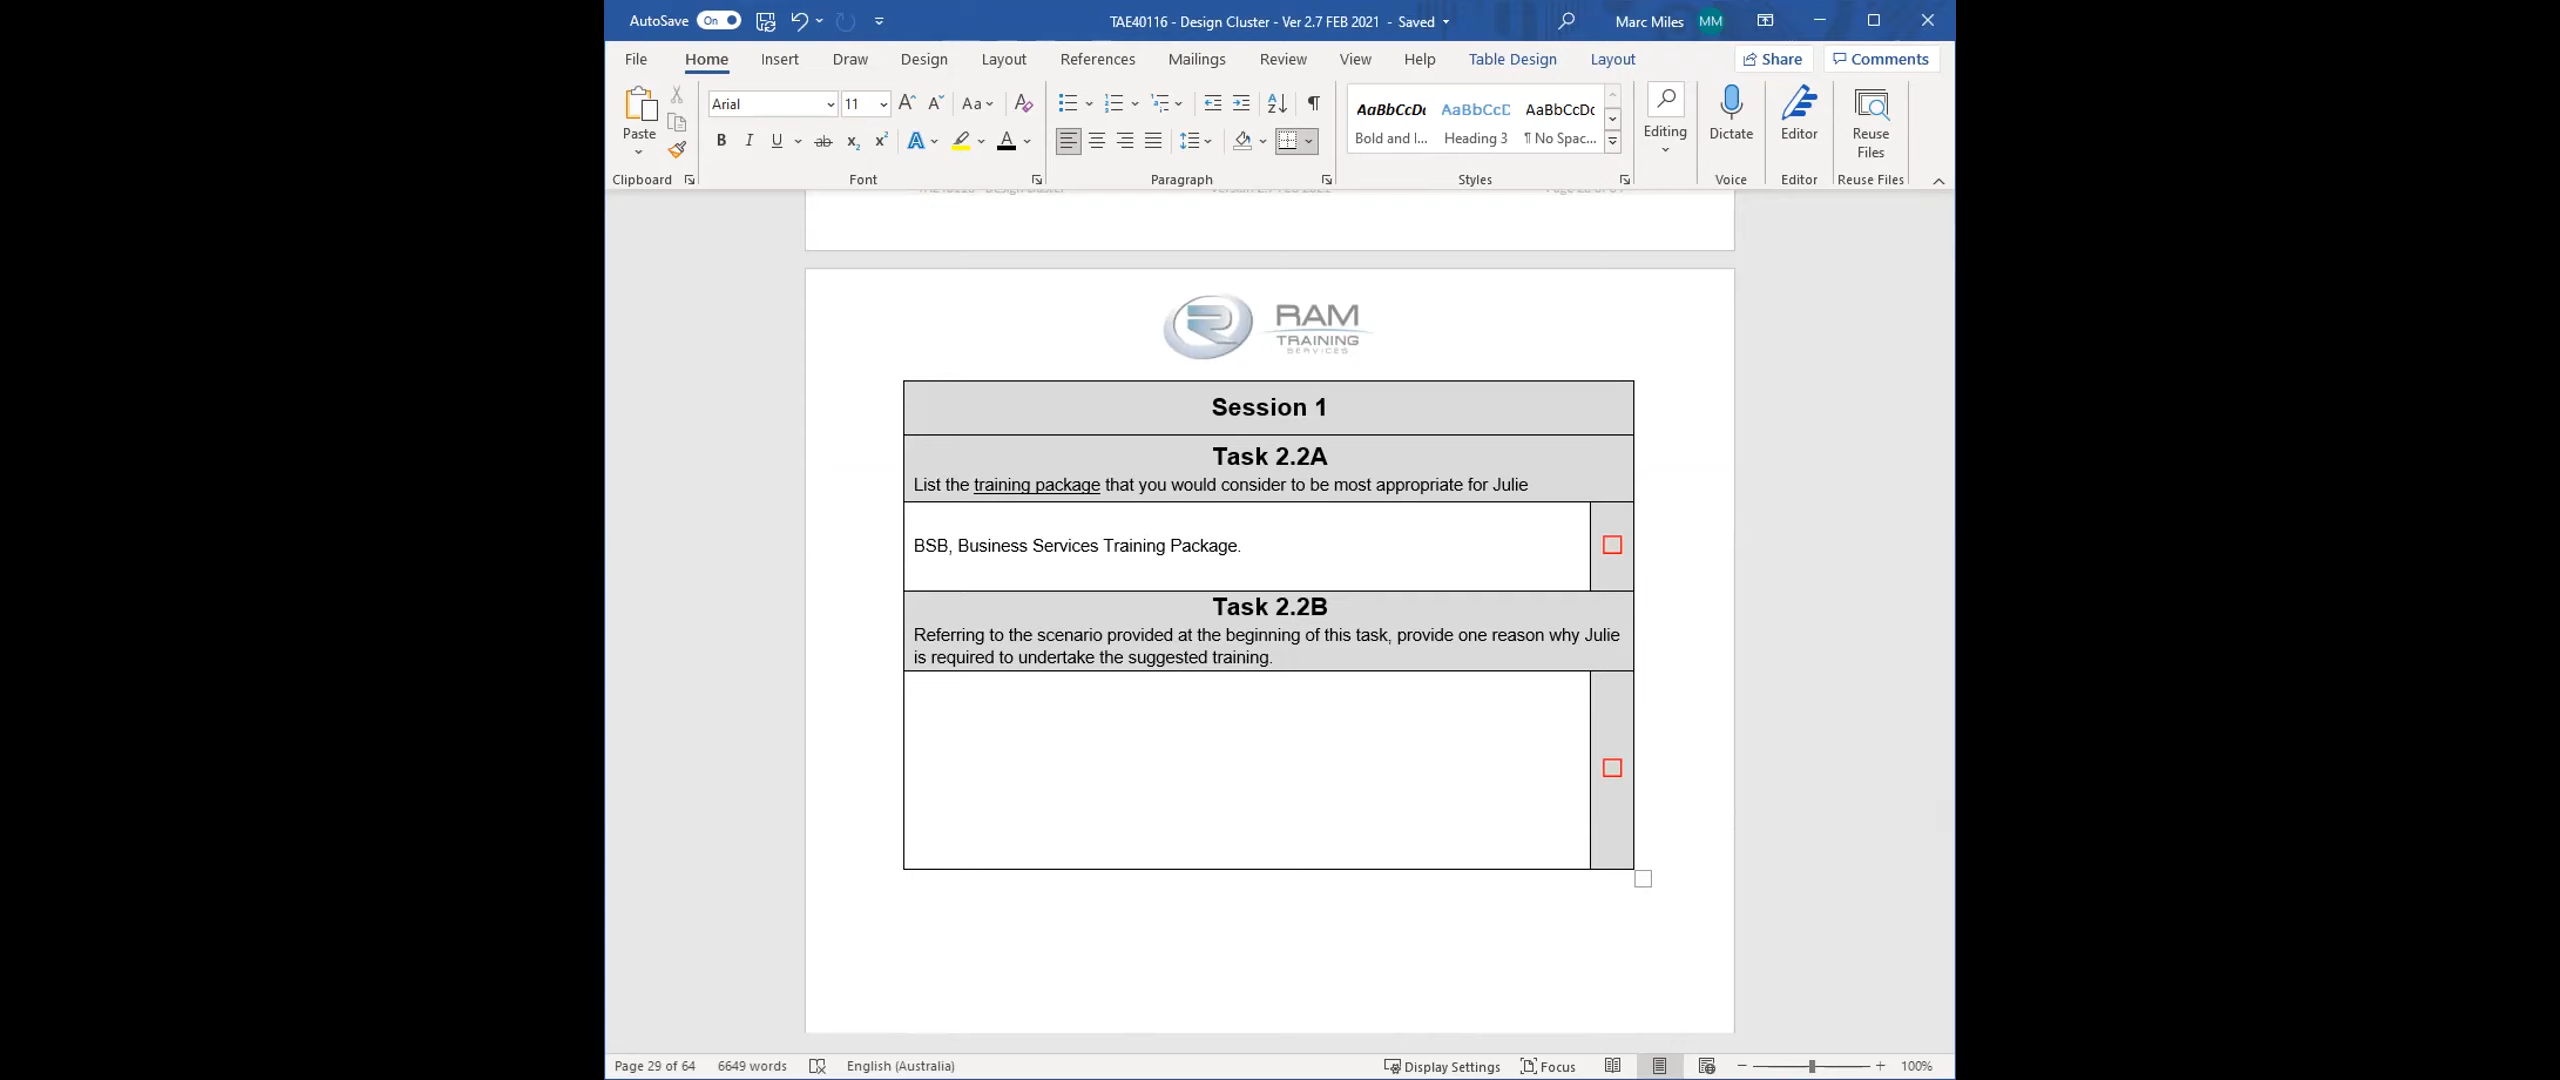 AutoSave On TAE40116 - Design Cluster - Ver 2.7 FEB 2021 - Saved Marc Miles MM
File Home Insert Draw Design Layout References Mailings Review View Help Table Design Layout Share Comments
Arial 11 Aa AaBbCcDc AaBbCcD AaBbCcDc
Paste B I U ab x2 x2 A A Bold and I... Heading 3 ¶ No Spac... Editing Dictate Editor Reuse Files
Clipboard Font Paragraph Styles Voice Editor Reuse Files
RAM
TRAINING
SERVICES
Session 1
Task 2.2A
List the training package that you would consider to be most appropriate for Julie
BSB, Business Services Training Package.
Task 2.2B
Referring to the scenario provided at the beginning of this task, provide one reason why Julie
is required to undertake the suggested training.
Page 29 of 64 6649 words English (Australia) Display Settings Focus 100%